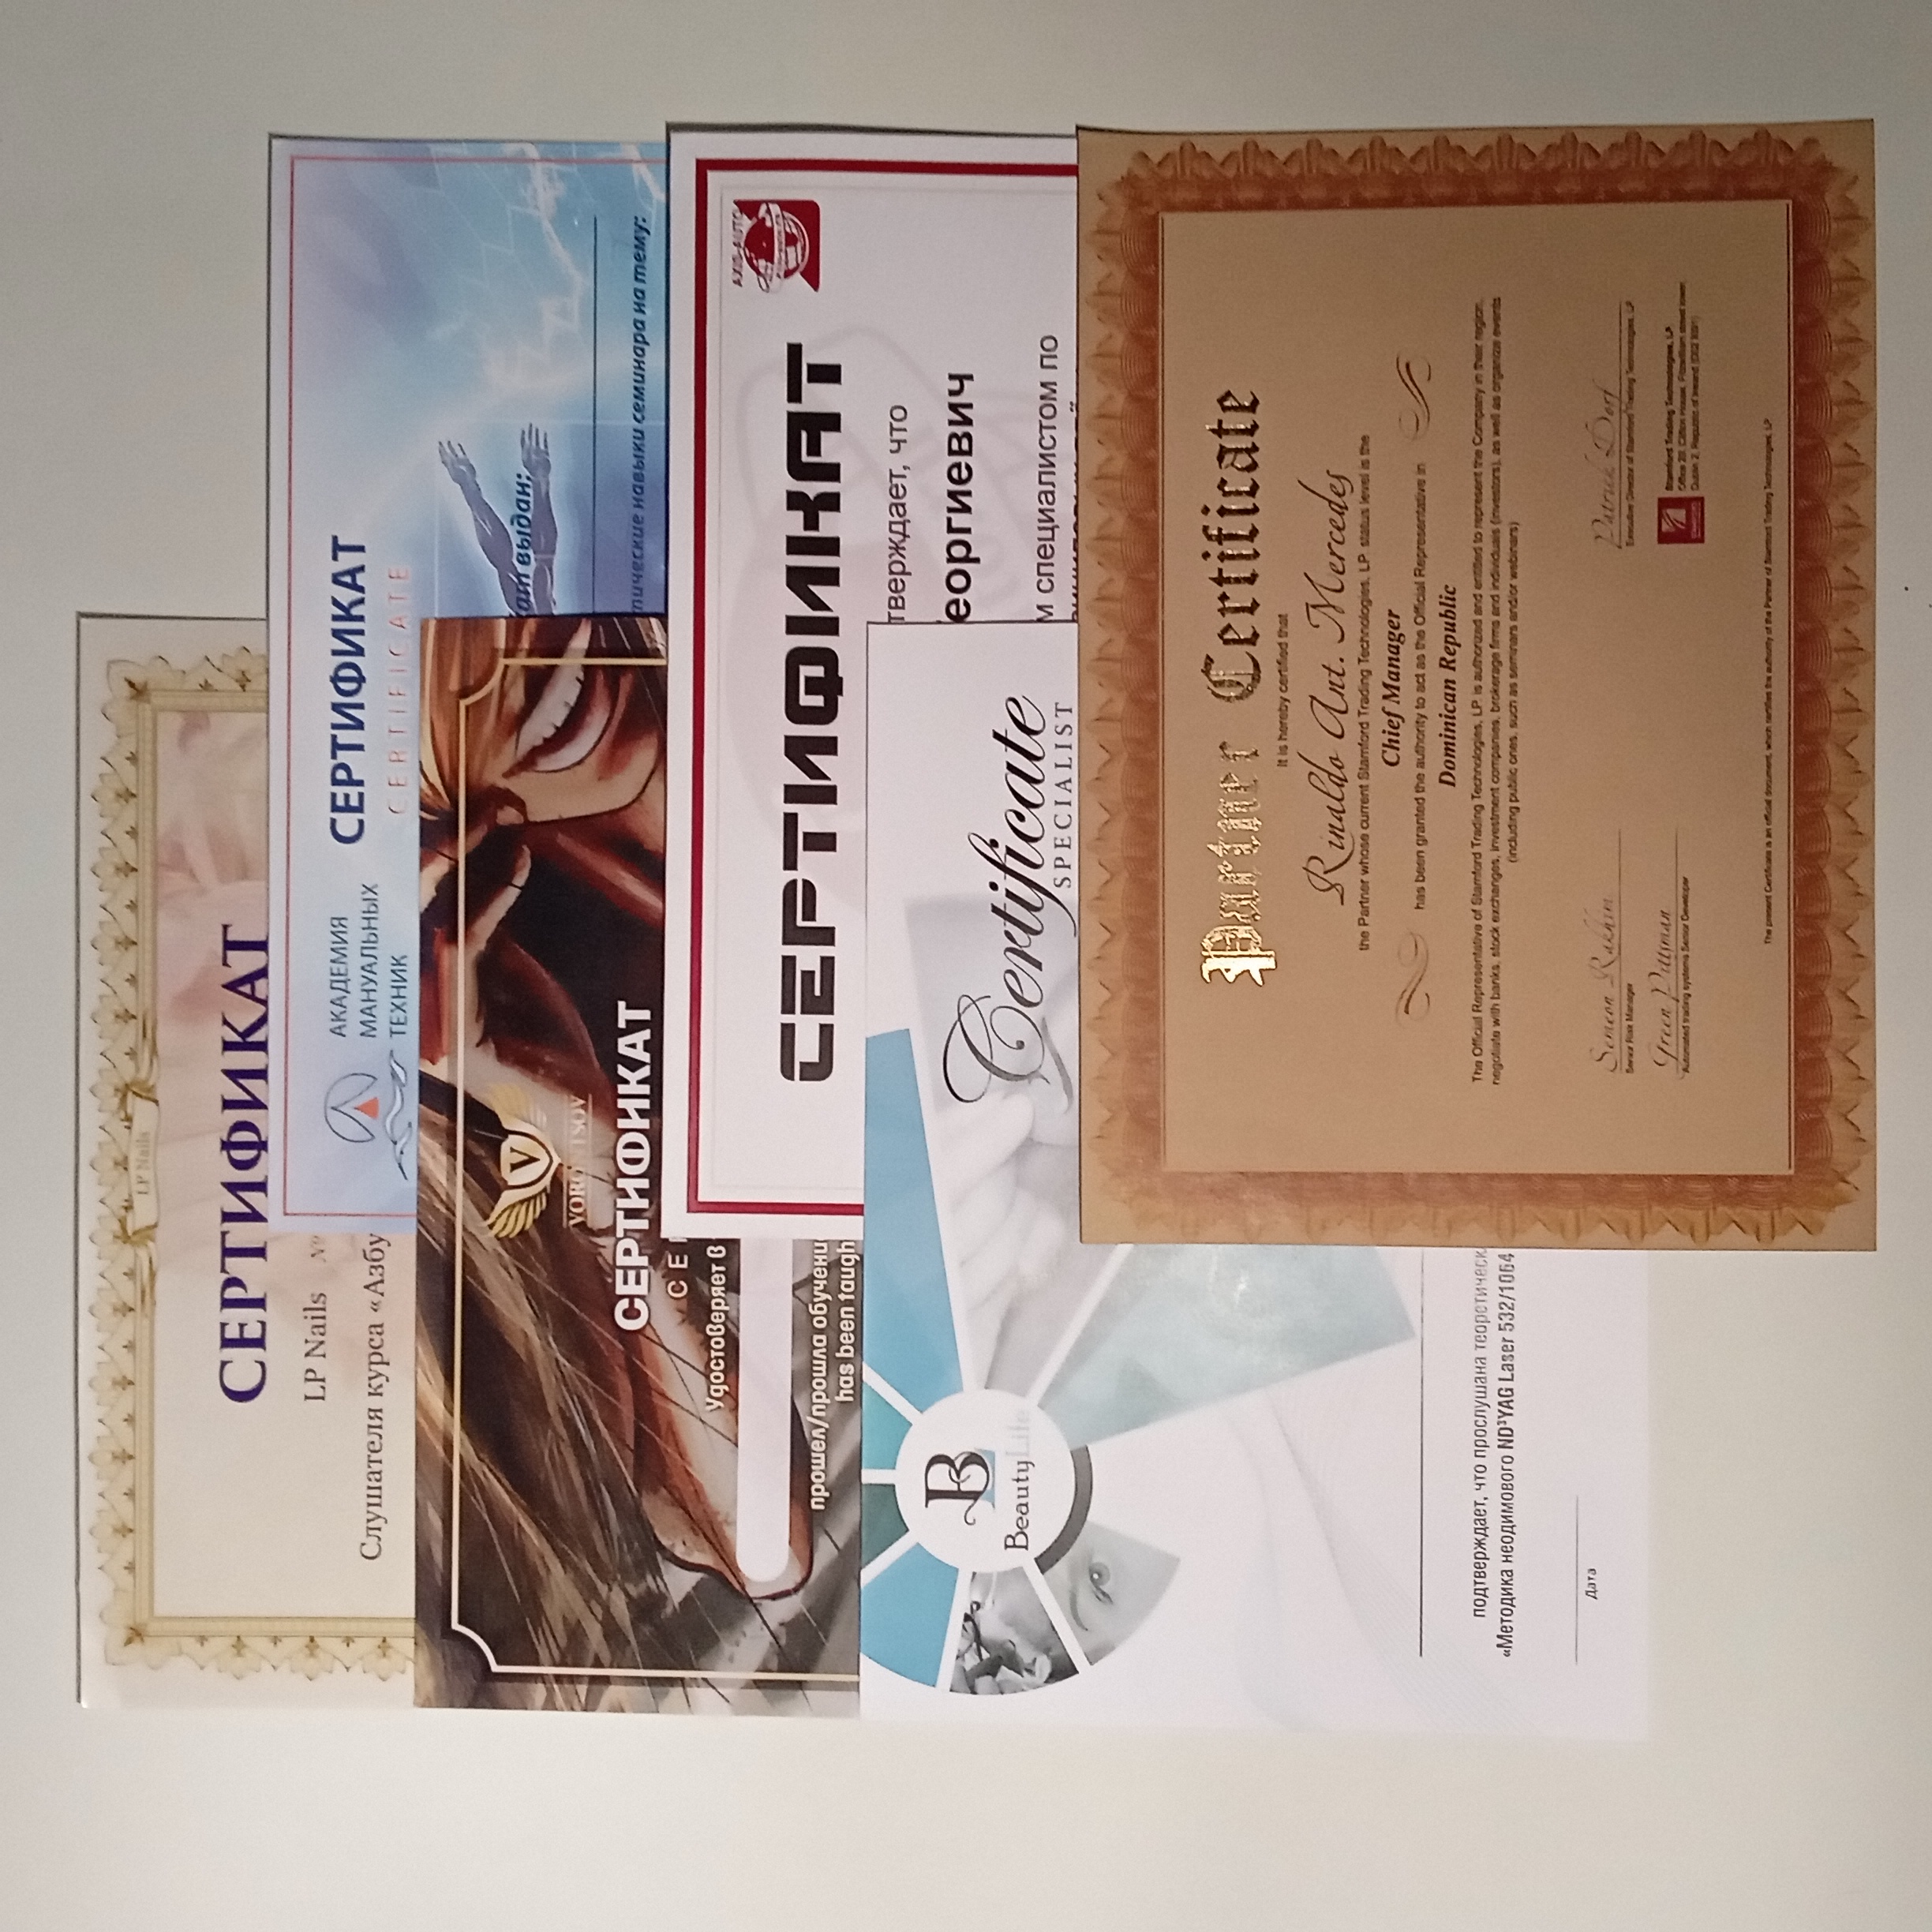 LP Nails
СЕРТИФИКАТ
LP Nails №
Слушателя курса «Азбу
АКАДЕМИЯ
МАНУАЛЬНЫХ
ТЕХНИК
СЕРТИФИКАТ
CERTIFICATE
кат выдан:
тические навыки семинара на тему:
V
VORONTSOV
СЕРТИФИКАТ
CER
Удостоверяет в
прошел/прошла обучени
has been taugh
AXIS-AUTO
СЕРТИФИКАТ
тверждает, что
еоргиевич
м специалистом по
BL
BeautyLife
Certificate
SPECIALIST
подтверждает, что прослушана теоретическ
«Методика неодимового ND³YAG Laser 532/1064
Дата
Partner Certificate
It is hereby certified that
Rinaldo Ant. Mercedes
the Partner whose current Stamford Trading Technologies, LP. status level is the
Chief Manager
has been granted the authority to act as the Official Representative in
Dominican Republic
The Official Representative of Stamford Trading Technologies, LP. is authorized and entitled to represent the Company in their region,
negotiate with banks, stock exchanges, investment companies, brokerage firms and individuals (investors), as well as organize events
(including public ones, such as seminars and/or webinars)
Semeon Rakhim
Senior Risk Manager
Green Pittsman
Automated trading systems Senior Developer
Patrick Dorf
Executive Director of Stamford Trading Technologies, LP.
Stamford Trading Technologies, LP.
Office 29, Clifton House, Fitzwilliam street lower,
Dublin 2, Republic of Ireland
The present Certificate is an official document, which certifies the authority of the Partner of Stamford Trading Technologies, LP.